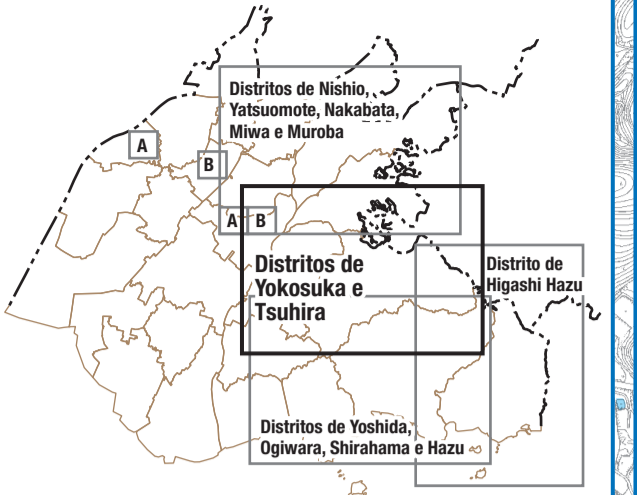 Distritos de Nishio,
Yatsuomote, Nakabata,
Miwa e Muroba
A
B
A B
Distritos de
Yokosuka e
Tsuhira
Distrito de
Higashi Hazu
Distritos de Yoshida,
Ogiwara, Shirahama e Hazu